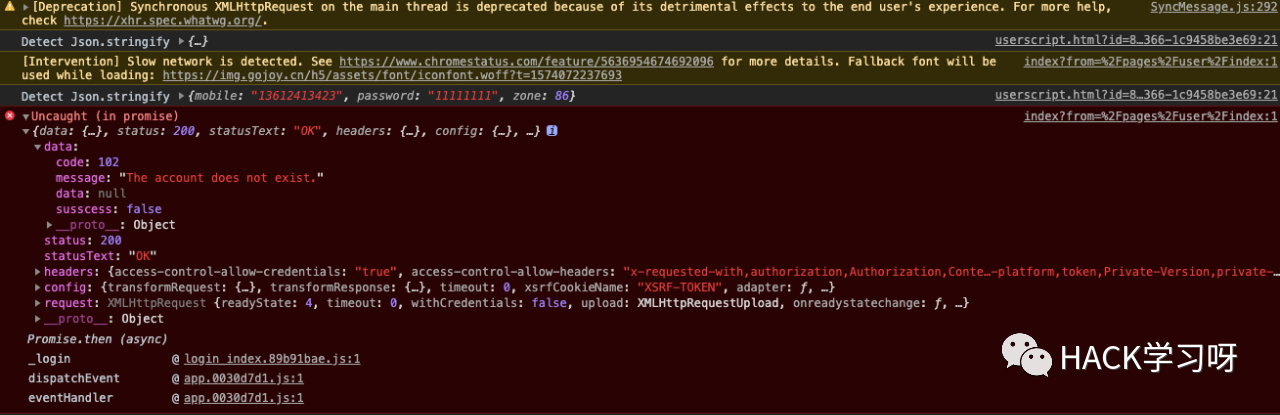 [Deprecation] Synchronous XMLHttpRequest on the main thread is deprecated because of its detrimental effects to the end user's experience. For more help, SyncMessage.js:292
check https://xhr.spec.whatwg.org/.
Detect Json.stringify {…} userscript.html?id=8…366-1c9458be3e69:21
[Intervention] Slow network is detected. See https://www.chromestatus.com/feature/5636954674692096 for more details. Fallback font will be index?from=%2Fpages%2Fuser%2Findex:1
used while loading: https://img.gojoy.cn/h5/assets/font/iconfont.woff?t=1574072237693
Detect Json.stringify {mobile: "13612413423", password: "11111111", zone: 86} userscript.html?id=8…366-1c9458be3e69:21
Uncaught (in promise) index?from=%2Fpages%2Fuser%2Findex:1
{data: {…}, status: 200, statusText: "OK", headers: {…}, config: {…}, …}
data:
code: 102
message: "The account does not exist."
data: null
susscess: false
__proto__: Object
status: 200
statusText: "OK"
headers: {access-control-allow-credentials: "true", access-control-allow-headers: "x-requested-with,authorization,Authorization,Conte…-platform,token,Private-Version,private-…
config: {transformRequest: {…}, transformResponse: {…}, timeout: 0, xsrfCookieName: "XSRF-TOKEN", adapter: ƒ, …}
request: XMLHttpRequest {readyState: 4, timeout: 0, withCredentials: false, upload: XMLHttpRequestUpload, onreadystatechange: ƒ, …}
__proto__: Object
Promise.then (async)
_login @ login_index.89b91bae.js:1
dispatchEvent @ app.0030d7d1.js:1
eventHandler @ app.0030d7d1.js:1
HACK学习呀